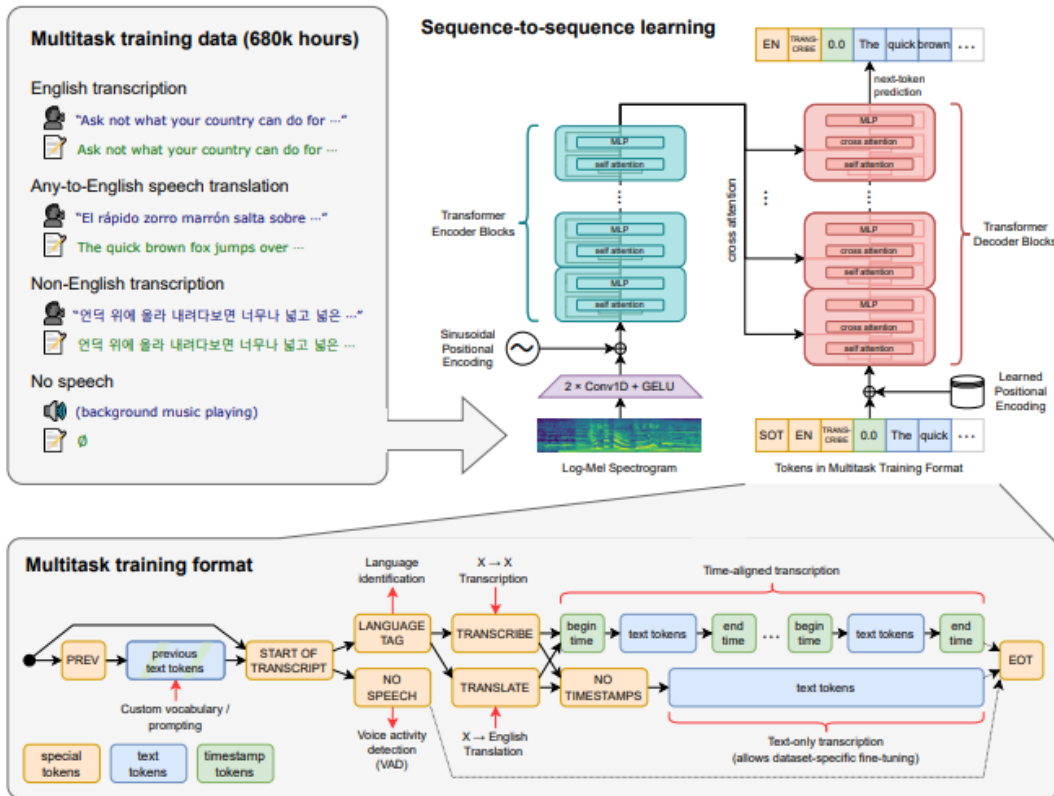 Multitask training data (680k hours)
English transcription
“Ask not what your country can do for ⋯”
Ask not what your country can do for ⋯
Any-to-English speech translation
“El rápido zorro marrón salta sobre ⋯”
The quick brown fox jumps over ⋯
Non-English transcription
“언덕 위에 올라 내려다보면 너무나 넓고 넓은 ⋯”
언덕 위에 올라 내려다보면 너무나 넓고 넓은 ⋯
No speech
(background music playing)
∅
Sequence-to-sequence learning
EN TRANS-CRIBE 0.0 The quick brown ⋯
next-token
prediction
Transformer
Encoder Blocks
MLP
self attention
⋯
MLP
self attention
MLP
self attention
Sinusoidal
Positional
Encoding
~
2 × Conv1D + GELU
Log-Mel Spectrogram
cross attention
⋯
MLP
cross attention
self attention
⋯
MLP
cross attention
self attention
MLP
cross attention
self attention
Transformer
Decoder Blocks
Learned
Positional
Encoding
SOT EN TRANS-CRIBE 0.0 The quick ⋯
Tokens in Multitask Training Format
Multitask training format
PREV
previous
text tokens
Custom vocabulary /
prompting
START OF
TRANSCRIPT
Language
identification
LANGUAGE
TAG
NO
SPEECH
Voice activity
detection
(VAD)
X → X
Transcription
TRANSCRIBE
TRANSLATE
X → English
Translation
Time-aligned transcription
begin
time
text tokens
end
time
⋯
begin
time
text tokens
end
time
NO
TIMESTAMPS
text tokens
Text-only transcription
(allows dataset-specific fine-tuning)
EOT
special
tokens
text
tokens
timestamp
tokens